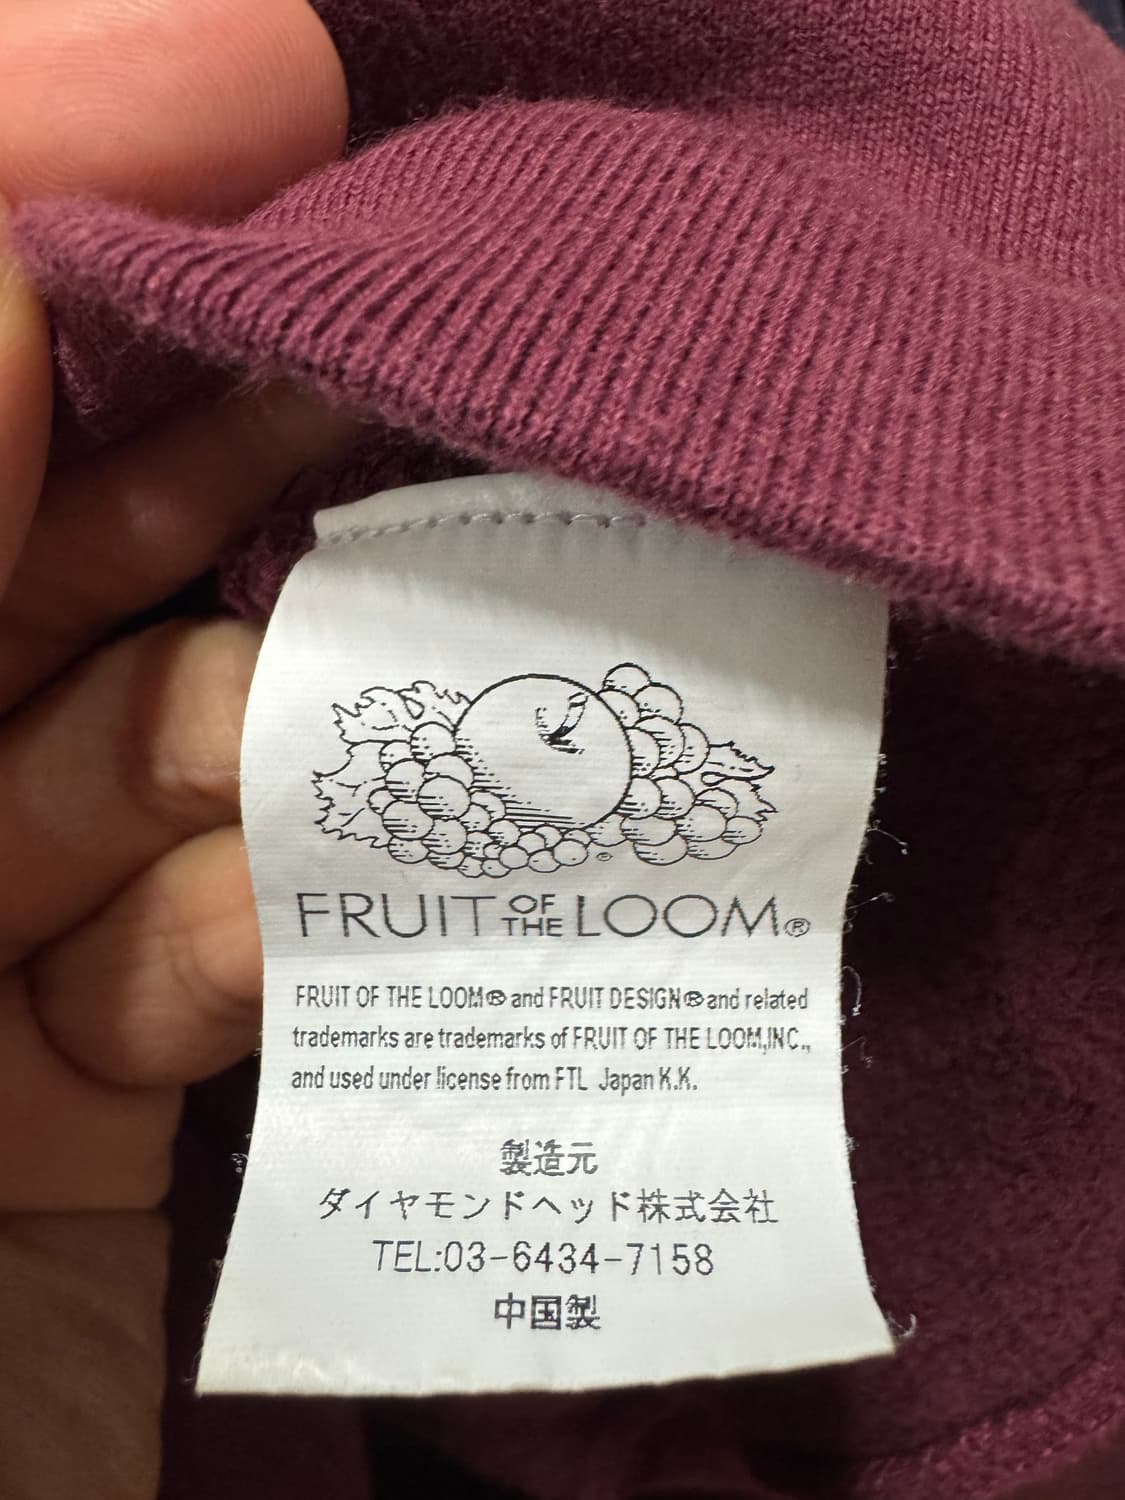 FRUIT OF THE LOOM®
FRUIT OF THE LOOM® and FRUIT DESIGN® and related
trademarks are trademarks of FRUIT OF THE LOOM,INC.,
and used under license from FTL Japan K.K.
製造元
ダイヤモンドヘッド株式会社
TEL:03-6434-7158
中国製